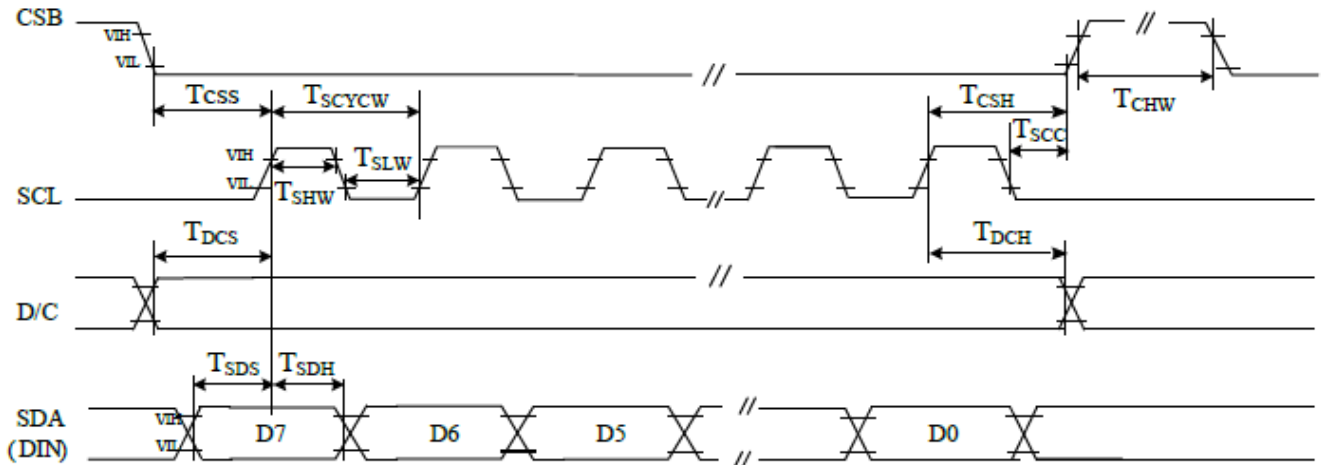 CSB
VIH
VIL
//
//
TCSS
TSCYCW
TCSH
TCHW
TSCC
SCL
VIH
VIL
TSHW
TSLW
//
TDCS
TDCH
//
D/C
TSDS
TSDH
SDA
(DIN)
VIH
VIL
D7
D6
D5
//
D0
//